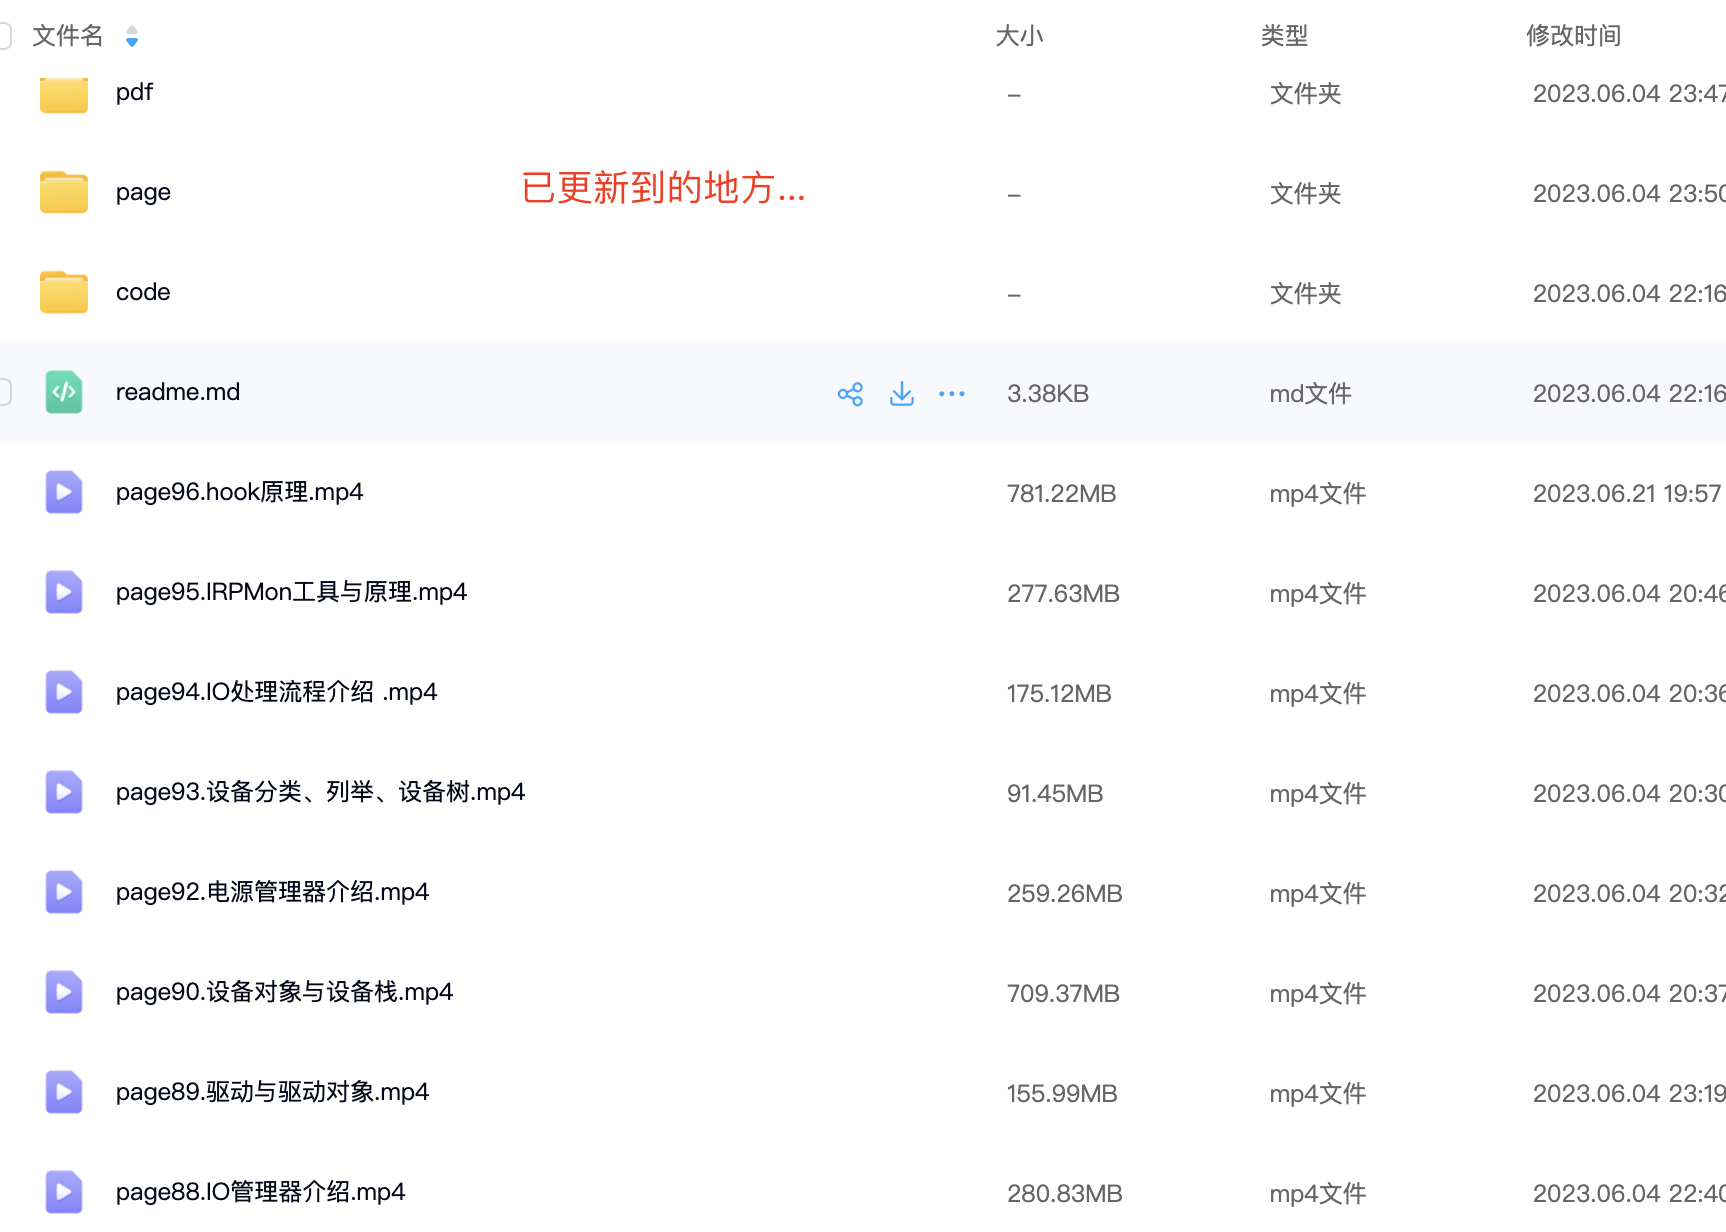 文件名 大小 类型 修改时间
pdf – 文件夹 2023.06.04 23:47
page 已更新到的地方... – 文件夹 2023.06.04 23:50
code – 文件夹 2023.06.04 22:16
readme.md 3.38KB md文件 2023.06.04 22:16
page96.hook原理.mp4 781.22MB mp4文件 2023.06.21 19:57
page95.IRPMon工具与原理.mp4 277.63MB mp4文件 2023.06.04 20:46
page94.IO处理流程介绍 .mp4 175.12MB mp4文件 2023.06.04 20:36
page93.设备分类、列举、设备树.mp4 91.45MB mp4文件 2023.06.04 20:30
page92.电源管理器介绍.mp4 259.26MB mp4文件 2023.06.04 20:32
page90.设备对象与设备栈.mp4 709.37MB mp4文件 2023.06.04 20:37
page89.驱动与驱动对象.mp4 155.99MB mp4文件 2023.06.04 23:19
page88.IO管理器介绍.mp4 280.83MB mp4文件 2023.06.04 22:40